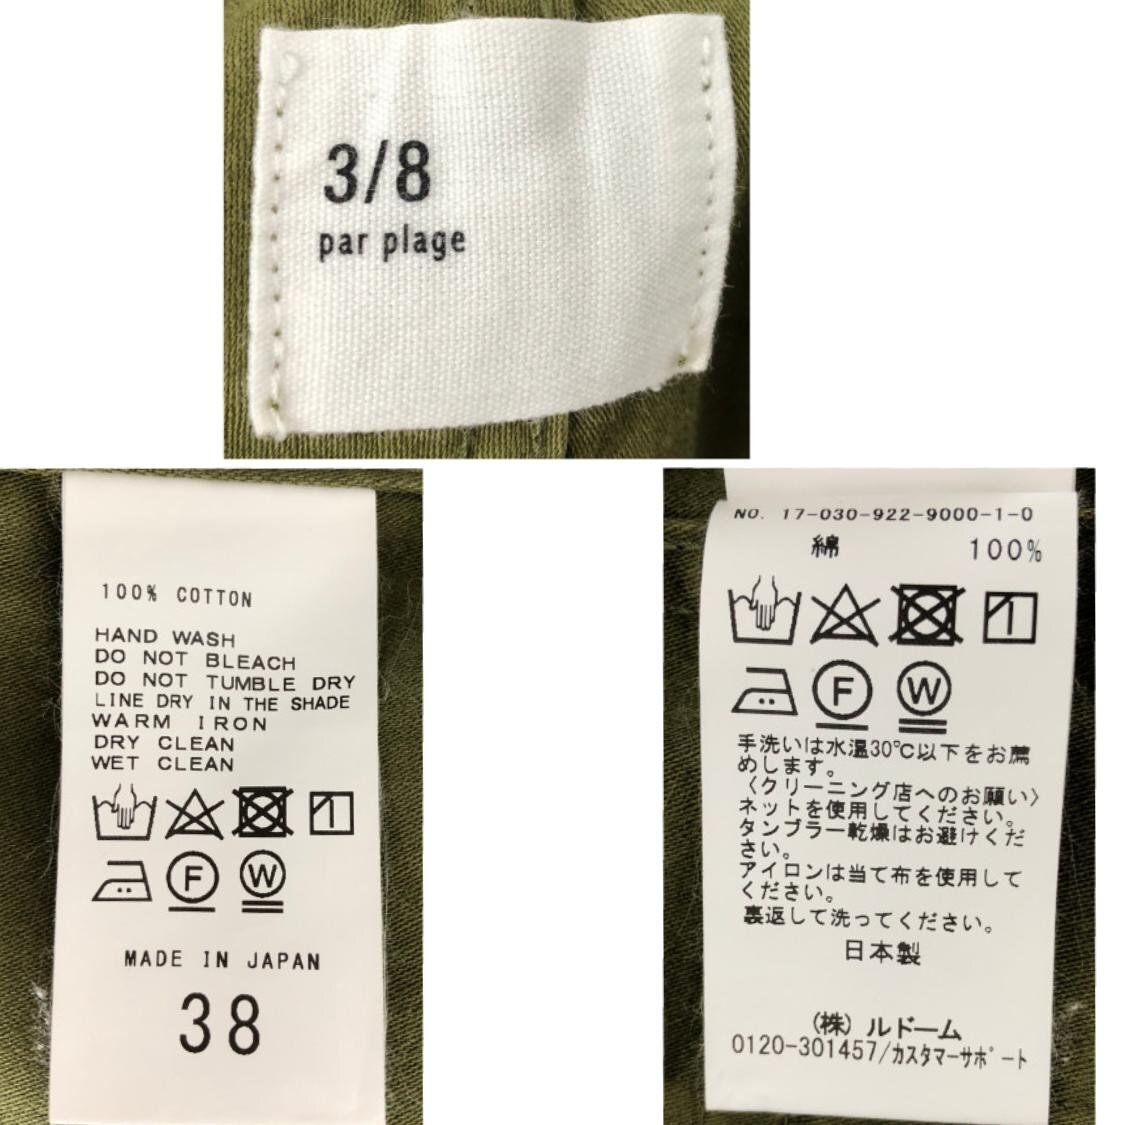 3/8
par plage
100% COTTON
HAND WASH
DO NOT BLEACH
DO NOT TUMBLE DRY
LINE DRY IN THE SHADE
WARM IRON
DRY CLEAN
WET CLEAN
F W
MADE IN JAPAN
38
NO. 17-030-922-9000-1-0
綿 100%
F W
手洗いは水温30℃以下をお薦
めします。
〈クリーニング店へのお願い〉
ネットを使用してください。
タンブラー乾燥はお避けくだ
さい。
アイロンは当て布を使用して
ください。
裏返して洗ってください。
日本製
(株) ルドーム
0120-301457/カスタマーサポート